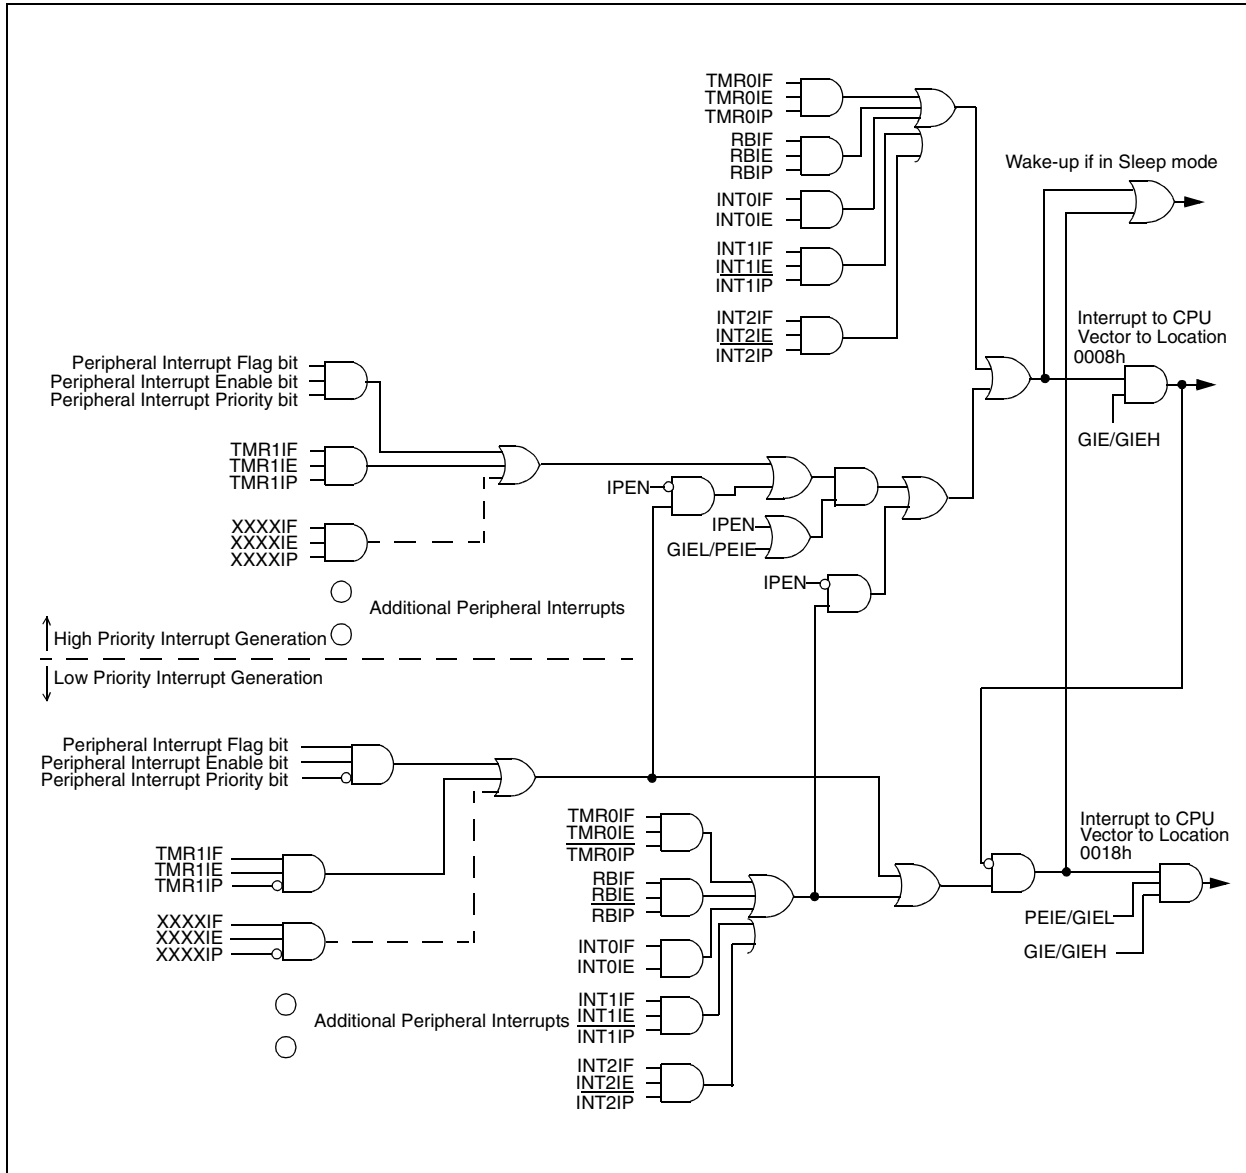 TMR0IF
TMR0IE
TMR0IP
RBIF
RBIE
RBIP
INT0IF
INT0IE
INT1IF
INT1IE
INT1IP
INT2IF
INT2IE
INT2IP
Wake-up if in Sleep mode
Interrupt to CPU
Vector to Location
0008h
GIE/GIEH
Peripheral Interrupt Flag bit
Peripheral Interrupt Enable bit
Peripheral Interrupt Priority bit
TMR1IF
TMR1IE
TMR1IP
XXXXIF
XXXXIE
XXXXIP
IPEN
IPEN
GIEL/PEIE
IPEN
Additional Peripheral Interrupts
High Priority Interrupt Generation
Low Priority Interrupt Generation
Peripheral Interrupt Flag bit
Peripheral Interrupt Enable bit
Peripheral Interrupt Priority bit
TMR1IF
TMR1IE
TMR1IP
XXXXIF
XXXXIE
XXXXIP
Additional Peripheral Interrupts
TMR0IF
TMR0IE
TMR0IP
RBIF
RBIE
RBIP
INT0IF
INT0IE
INT1IF
INT1IE
INT1IP
INT2IF
INT2IE
INT2IP
Interrupt to CPU
Vector to Location
0018h
PEIE/GIEL
GIE/GIEH